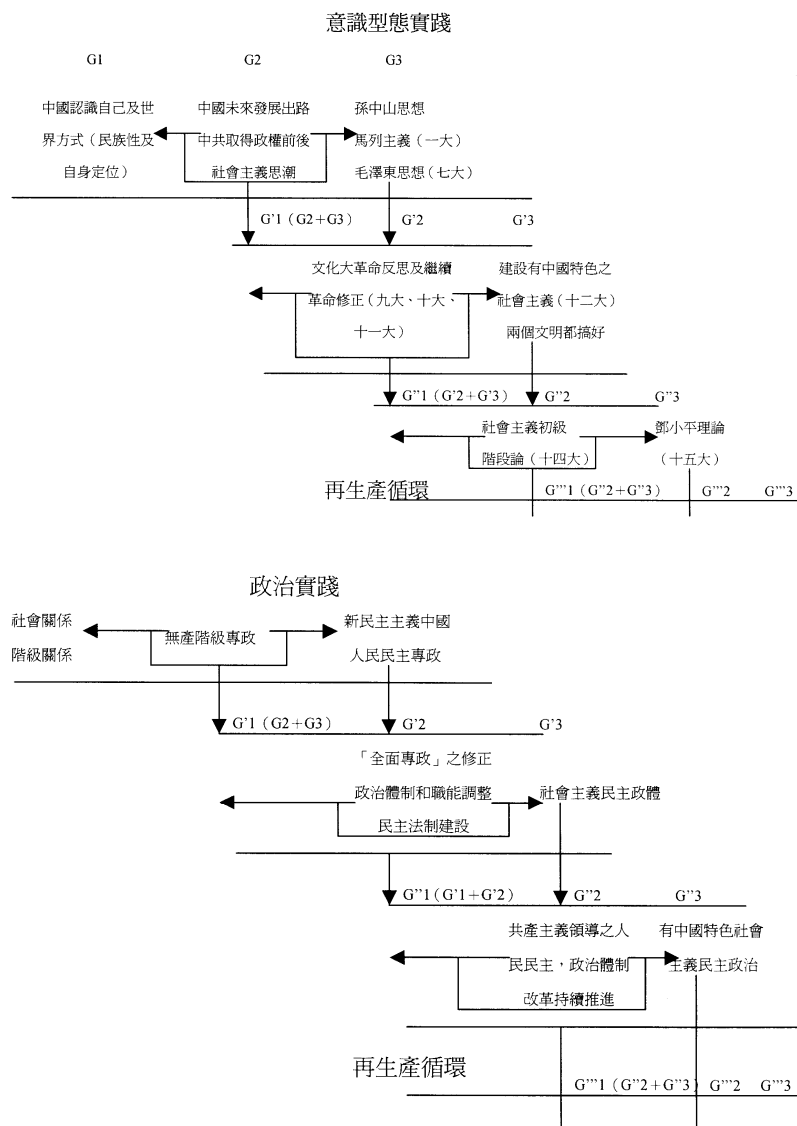 意識型態實踐
G1 G2 G3
中國認識自己及世 中國未來發展出路 孫中山思想
界方式（民族性及 中共取得政權前後 馬列主義（一大）
自身定位） 社會主義思潮 毛澤東思想（七大）
G'1（G2+G3） G'2 G'3
文化大革命反思及繼續 建設有中國特色之
革命修正（九大、十大、 社會主義（十二大）
十一大） 兩個文明都搞好
G''1（G'2+G'3） G''2 G''3
社會主義初級 鄧小平理論
階段論（十四大） （十五大）
再生產循環 G'''1（G''2+G''3） G'''2 G'''3
政治實踐
社會關係 無產階級專政 新民主主義中國
階級關係 人民民主專政
G'1（G2+G3） G'2 G'3
「全面專政」之修正
政治體制和職能調整 社會主義民主政體
民主法制建設
G''1（G'1+G'2） G''2 G''3
共產主義領導之人 有中國特色社會
民民主，政治體制 主義民主政治
改革持續推進
再生產循環
G'''1（G''2+G''3） G'''2 G'''3